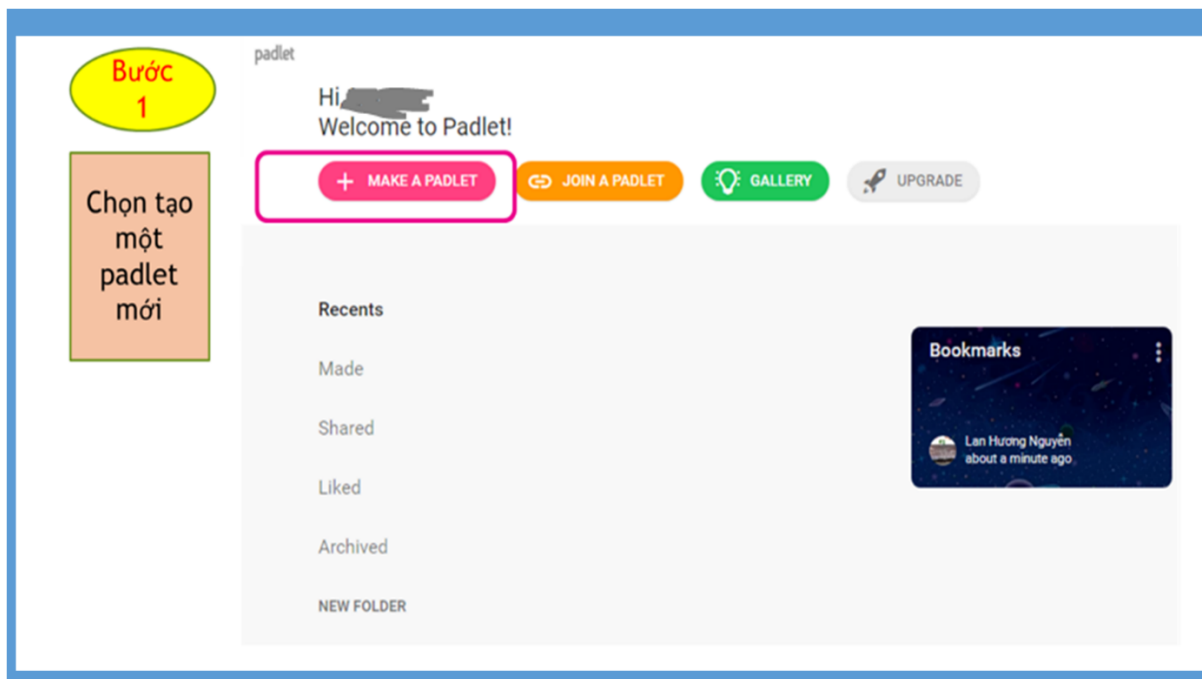 Bước
1
Chọn tạo
một
padlet
mới
padlet
Hi
Welcome to Padlet!
MAKE A PADLET
JOIN A PADLET
GALLERY
UPGRADE
Recents
Made
Shared
Liked
Archived
NEW FOLDER
Bookmarks
Lan Hương Nguyễn
about a minute ago